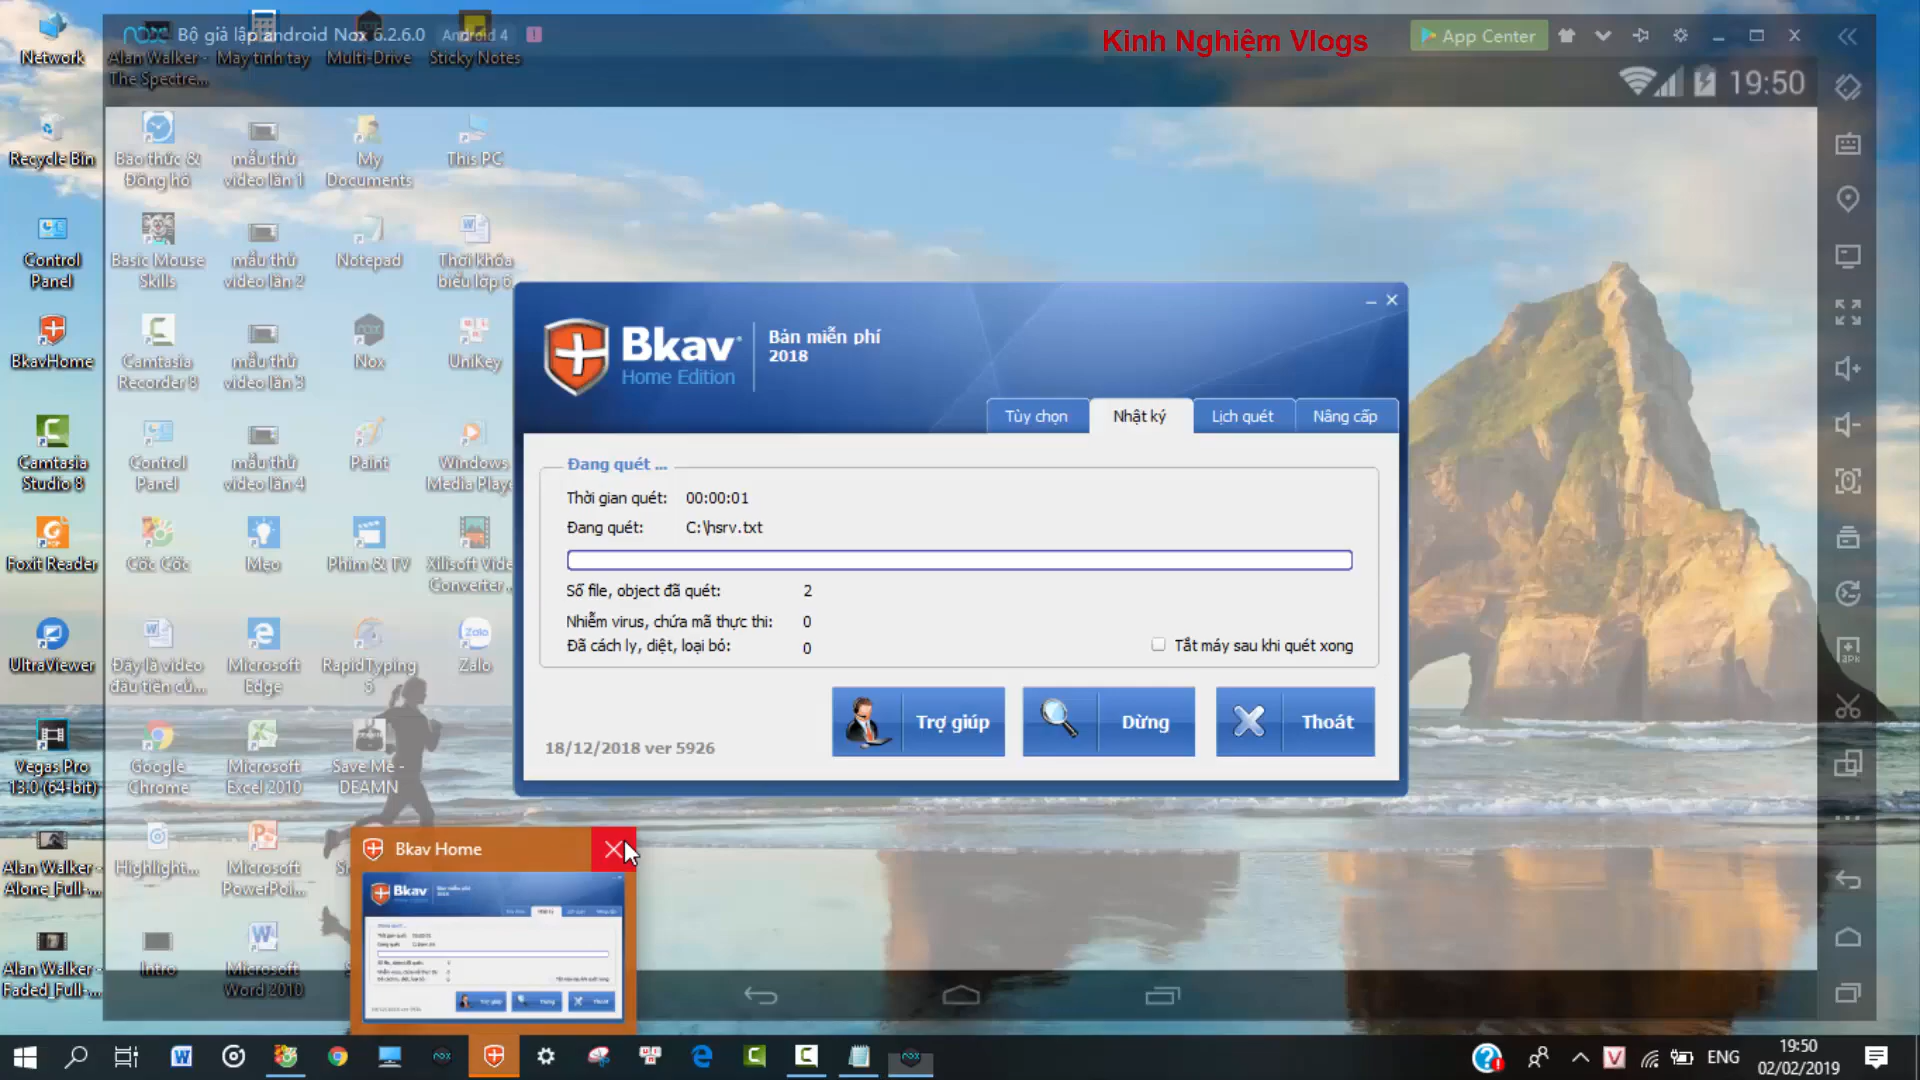 nox Bộ giả lập android Nox 6.2.6.0 Android 4
Kinh Nghiệm Vlogs
App Center
19:50
Network
Alan Walker -
The Spectre...
Máy tính tay
Multi-Drive
Sticky Notes
Recycle Bin
Báo thức &
Đồng hồ
mẫu thử
video lần 1
My
Documents
This PC
Control
Panel
Basic Mouse
Skills
mẫu thử
video lần 2
Notepad
Thời khóa
biểu lớp 6
BkavHome
Camtasia
Recorder 8
mẫu thử
video lần 3
Nox
UniKey
Camtasia
Studio 8
Control
Panel
mẫu thử
video lần 4
Paint
Windows
Media Playe
Foxit Reader
Cốc Cốc
Mẹo
Phim & TV
Xilisoft Vide
Converter...
UltraViewer
Đây là video
đầu tiên củ...
Microsoft
Edge
RapidTyping
5
Zalo
Vegas Pro
13.0 (64-bit)
Google
Chrome
Microsoft
Excel 2010
Save Me -
DEAMN
Alan Walker -
Alone_Full-...
Highlight...
Microsoft
PowerPoi...
Alan Walker -
Faded_Full-...
Intro
Microsoft
Word 2010
Bkav
Home Edition
Bản miễn phí
2018
Tùy chọn Nhật ký Lịch quét Nâng cấp
Đang quét ...
Thời gian quét: 00:00:01
Đang quét: C:\hsrv.txt
Số file, object đã quét: 2
Nhiễm virus, chứa mã thực thi: 0
Đã cách ly, diệt, loại bỏ: 0
Tắt máy sau khi quét xong
Trợ giúp Dừng Thoát
18/12/2018 ver 5926
Bkav Home
Bkav
ENG
19:50
02/02/2019